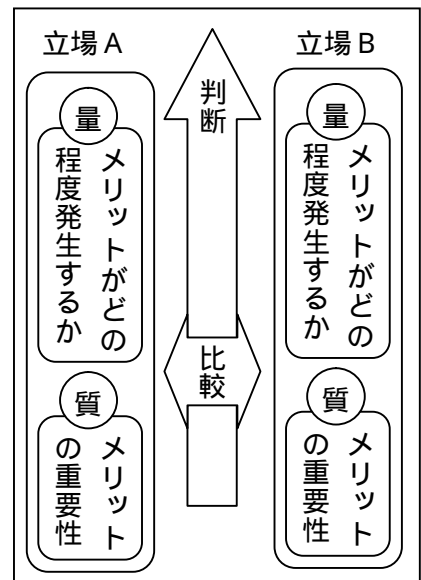 立場A
立場B
判断
量
メリットがどの
程度発生するか
量
メリットがどの
程度発生するか
比較
質
メリット
の重要性
質
メリット
の重要性